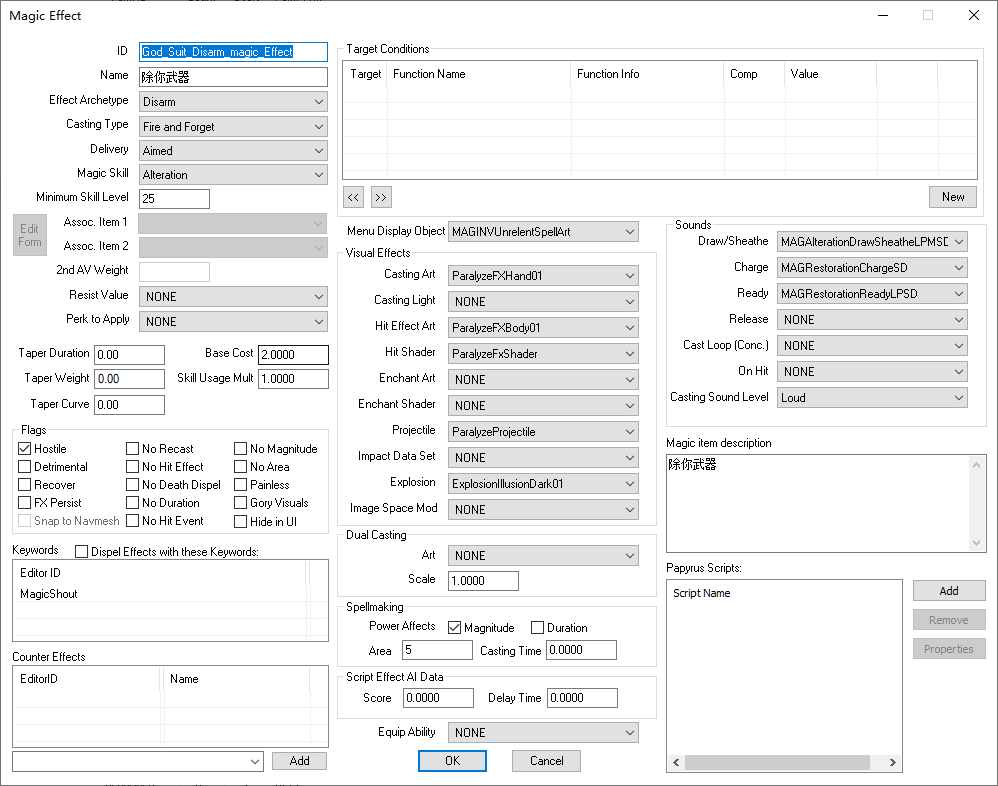 Magic Effect
ID God_Suit_Disarm_magic_Effect
Name 除你武器
Effect Archetype Disarm
Casting Type Fire and Forget
Delivery Aimed
Magic Skill Alteration
Minimum Skill Level 25
Edit Form
Assoc. Item 1
Assoc. Item 2
2nd AV Weight
Resist Value NONE
Perk to Apply NONE
Taper Duration 0.00 Base Cost 2.0000
Taper Weight 0.00 Skill Usage Mult 1.0000
Taper Curve 0.00
Flags
Hostile No Recast No Magnitude
Detrimental No Hit Effect No Area
Recover No Death Dispel Painless
FX Persist No Duration Gory Visuals
Snap to Navmesh No Hit Event Hide in UI
Keywords Dispel Effects with these Keywords:
Editor ID
MagicShout
Counter Effects
EditorID Name
Add
Target Conditions
Target Function Name Function Info Comp Value
<< >> New
Menu Display Object MAGINVUnrelentSpellArt
Visual Effects
Casting Art ParalyzeFXHand01
Casting Light NONE
Hit Effect Art ParalyzeFXBody01
Hit Shader ParalyzeFxShader
Enchant Art NONE
Enchant Shader NONE
Projectile ParalyzeProjectile
Impact Data Set NONE
Explosion ExplosionIllusionDark01
Image Space Mod NONE
Dual Casting
Art NONE
Scale 1.0000
Spellmaking
Power Affects Magnitude Duration
Area 5 Casting Time 0.0000
Script Effect AI Data
Score 0.0000 Delay Time 0.0000
Equip Ability NONE
OK Cancel
Sounds
Draw/Sheathe MAGAlterationDrawSheatheLPMSD
Charge MAGRestorationChargeSD
Ready MAGRestorationReadyLPSD
Release NONE
Cast Loop (Conc.) NONE
On Hit NONE
Casting Sound Level Loud
Magic item description
除你武器
Papyrus Scripts:
Script Name
Add
Remove
Properties